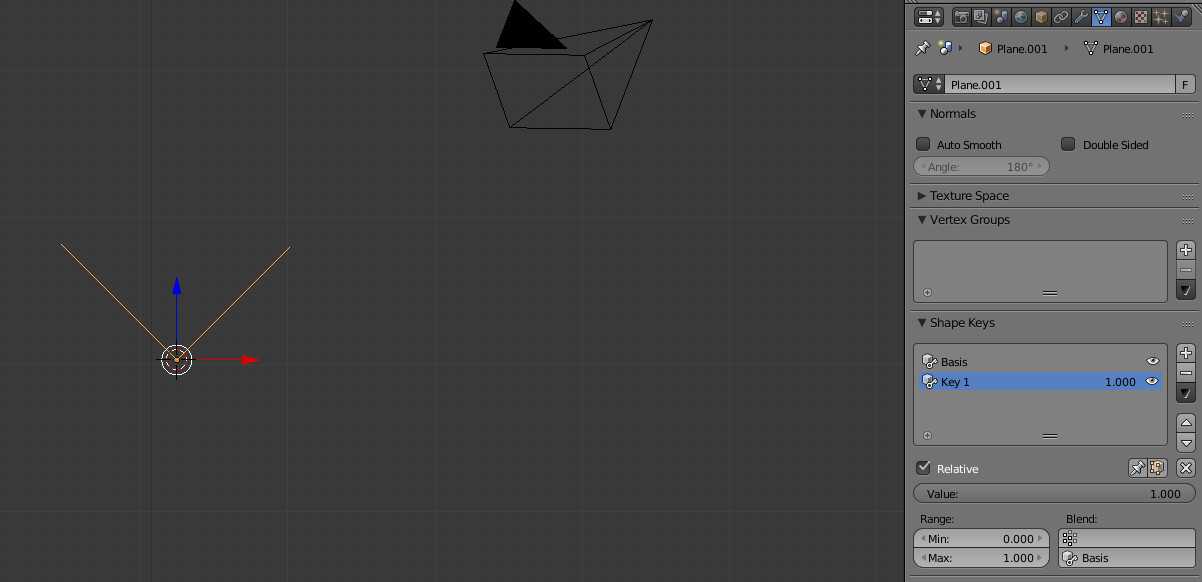 Plane.001 Plane.001
Plane.001 F
Normals
Auto Smooth Double Sided
Angle: 180°
Texture Space
Vertex Groups
Shape Keys
Basis
Key 1 1.000
Relative
Value: 1.000
Range: Blend:
Min: 0.000
Max: 1.000 Basis